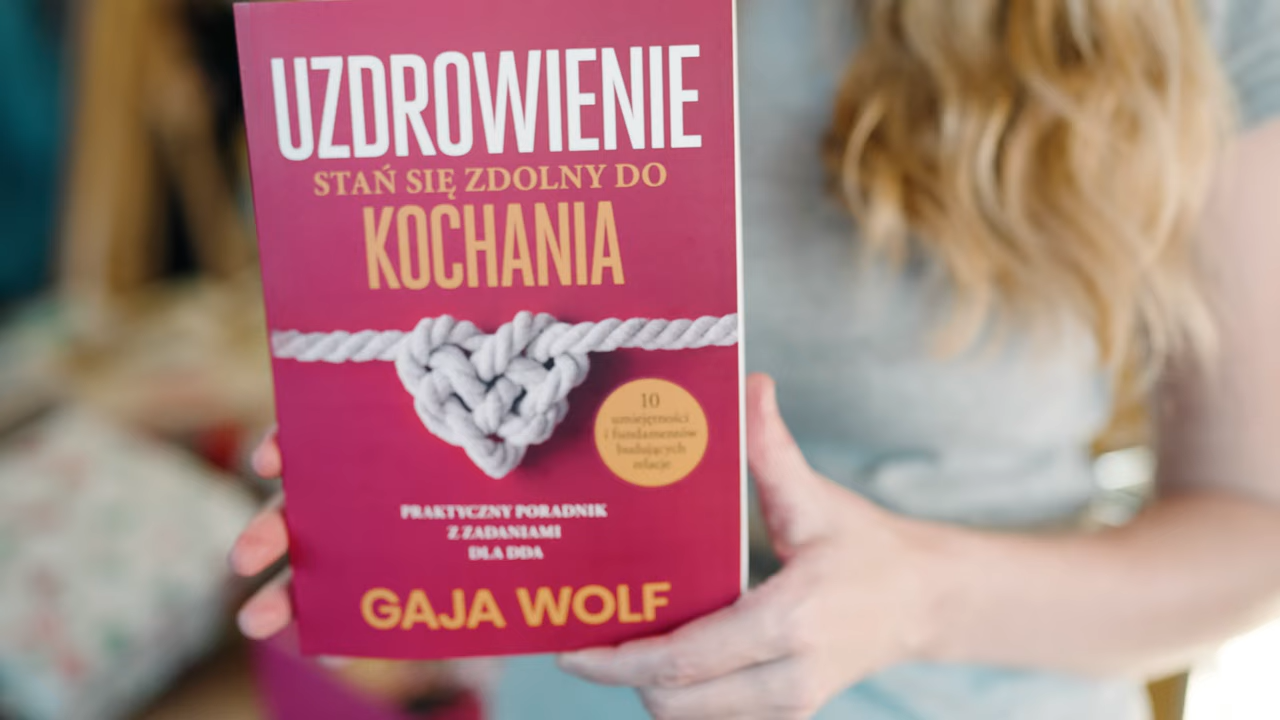 UZDROWIENIE
STAŃ SIĘ ZDOLNY DO
KOCHANIA
10
umiejętności
i fundamentów
budujących
relacje
PRAKTYCZNY PORADNIK
Z ZADANIAMI
DLA DDA
GAJA WOLF